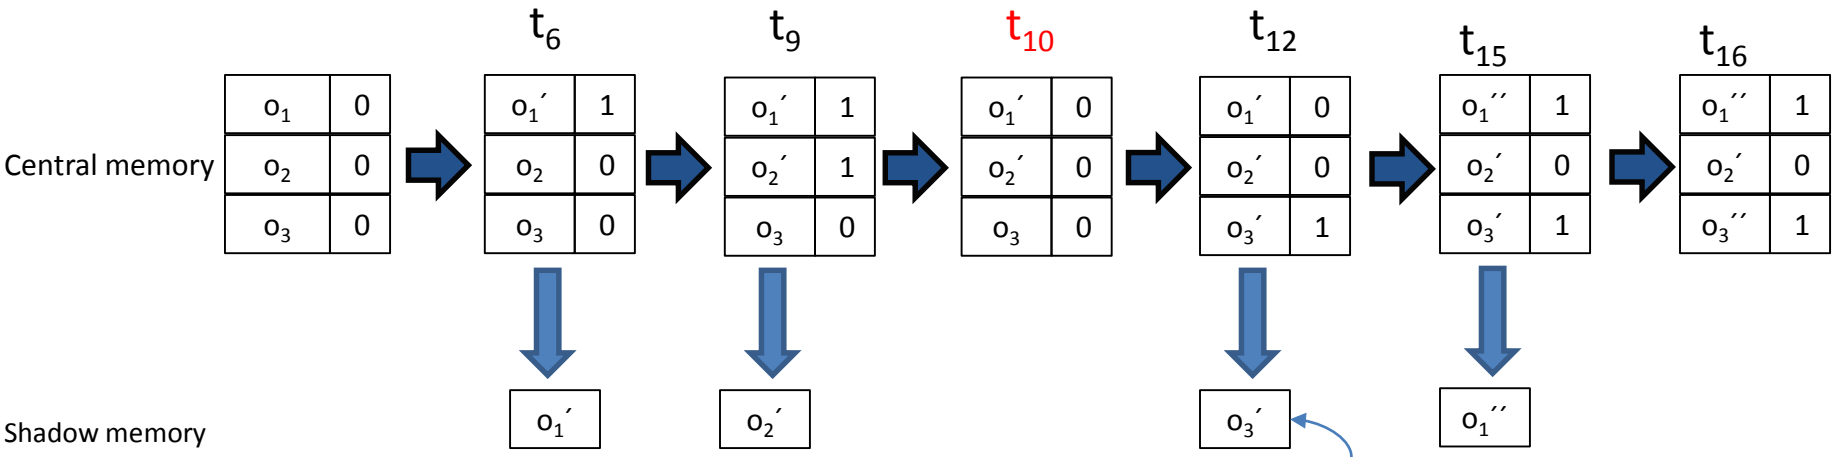 t₆ t₉ t₁₀ t₁₂ t₁₅ t₁₆
o₁ 0 o₁´ 1 o₁´ 1 o₁´ 0 o₁´ 0 o₁´´ 1 o₁´´ 1
Central memory o₂ 0 o₂ 0 o₂´ 1 o₂´ 0 o₂´ 0 o₂´ 0 o₂´ 0
o₃ 0 o₃ 0 o₃ 0 o₃ 0 o₃´ 1 o₃´ 1 o₃´´ 1
Shadow memory o₁´ o₂´ o₃´ o₁´´